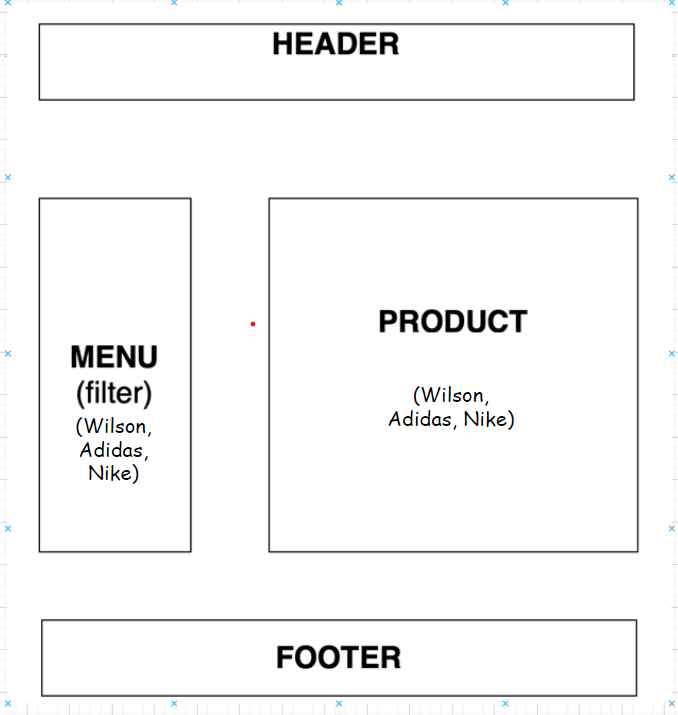 HEADER
MENU
(filter)
(Wilson,
Adidas,
Nike)
PRODUCT
(Wilson,
Adidas, Nike)
FOOTER